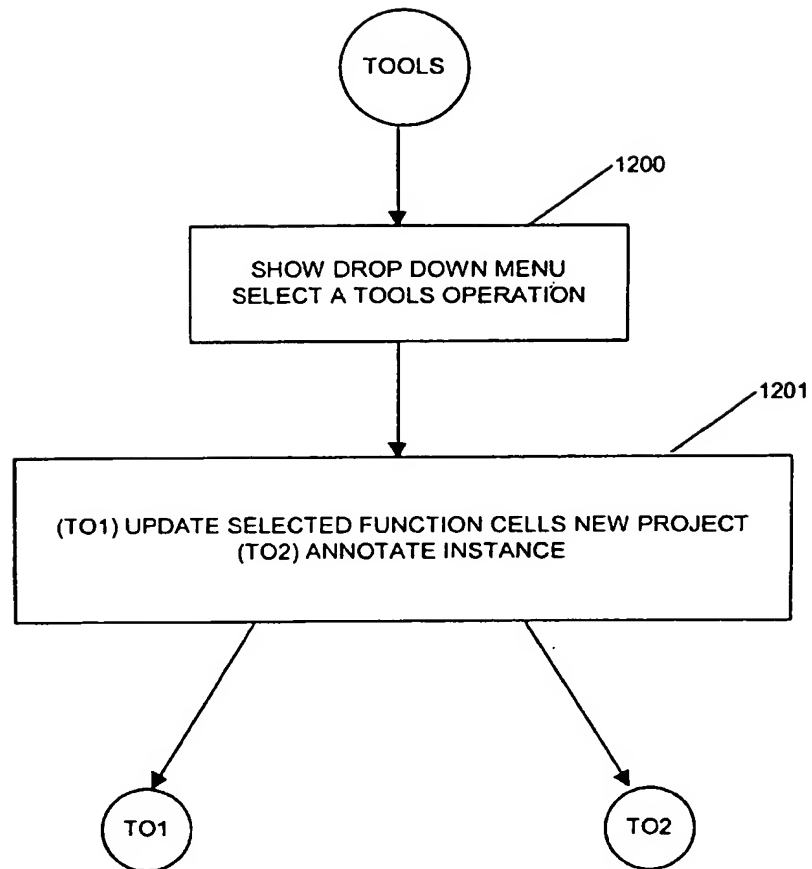 TOOLS
1200
SHOW DROP DOWN MENU
SELECT A TOOLS OPERATION
1201
(TO1) UPDATE SELECTED FUNCTION CELLS NEW PROJECT
(TO2) ANNOTATE INSTANCE
TO1
TO2